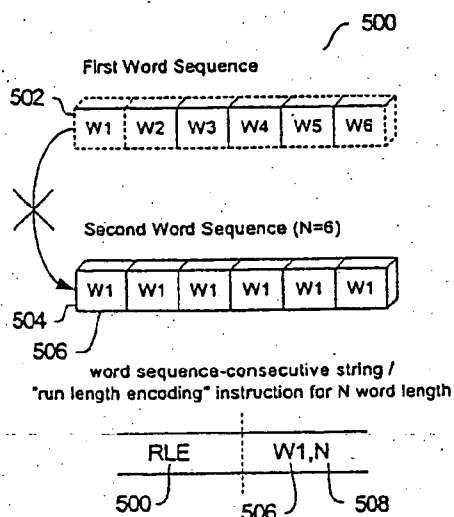 500
First Word Sequence
502
W1 W2 W3 W4 W5 W6
Second Word Sequence (N=6)
W1 W1 W1 W1 W1 W1
504
506
word sequence-consecutive string /
"run length encoding" instruction for N word length
RLE W1,N
500 506 508